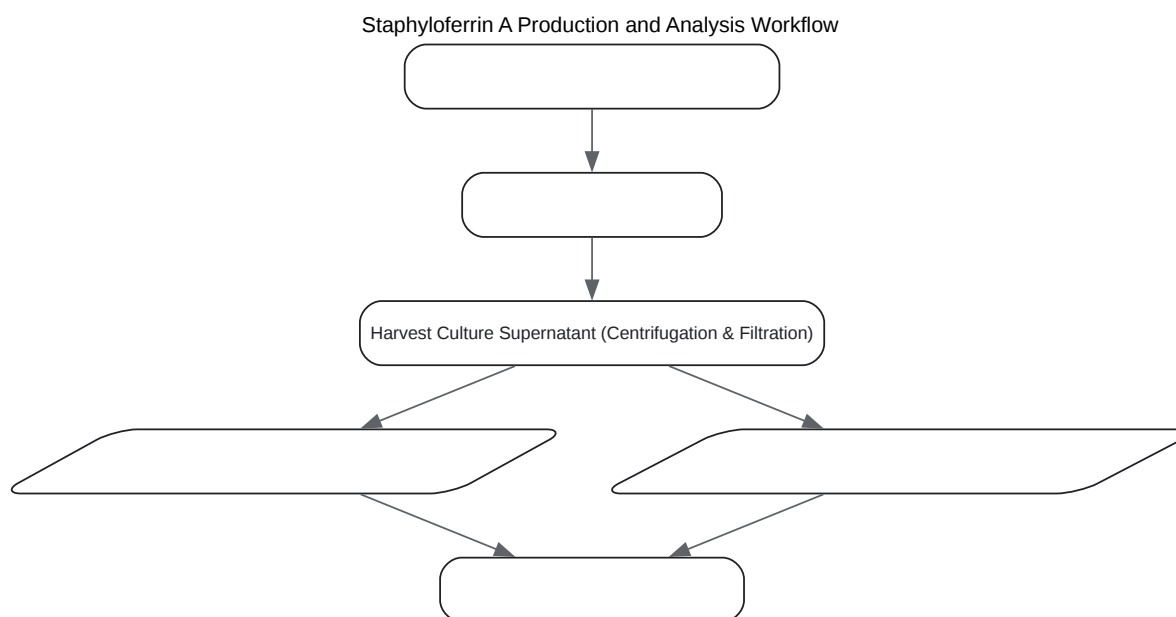 Staphyloferrin A Production and Analysis Workflow
Harvest Culture Supernatant (Centrifugation & Filtration)